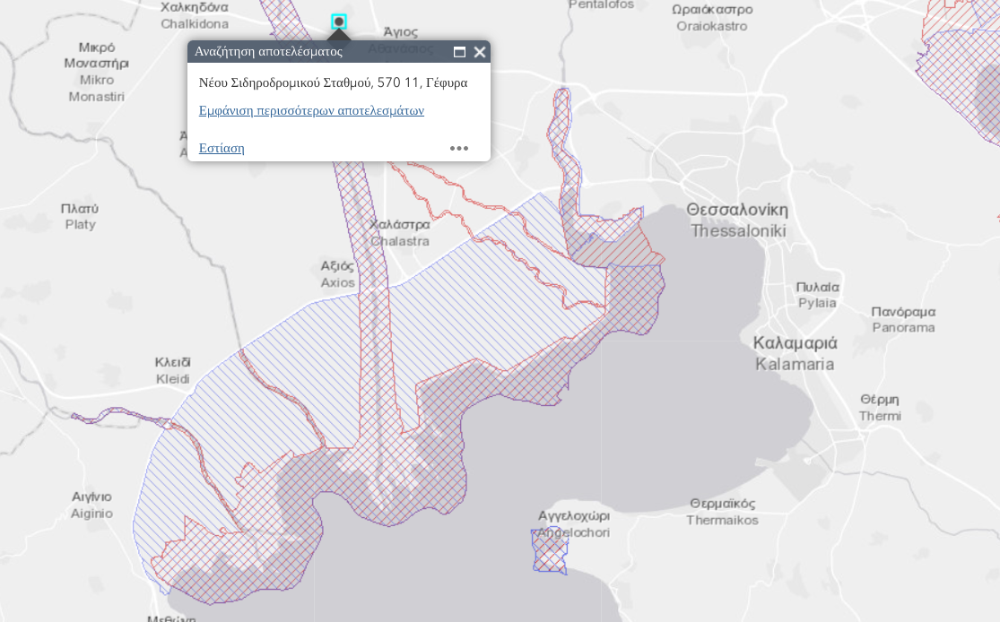 Χαλκηδόνα
Chalkidona
Pentalofos
Ωραιόκαστρο
Oraiokastro
Άγιος
Αθανάσιος
Μικρό
Μοναστήρι
Mikro
Monastiri
Αναζήτηση αποτελέσματος
Νέου Σιδηροδρομικού Σταθμού, 570 11, Γέφυρα
Εμφάνιση περισσότερων αποτελεσμάτων
Εστίαση
Πλατύ
Platy
Χαλάστρα
Chalastra
Θεσσαλονίκη
Thessaloniki
Αξιός
Axios
Πυλαία
Pylaia
Πανόραμα
Panorama
Καλαμαριά
Kalamaria
Κλειδί
Kleidi
Θέρμη
Thermi
Αιγίνιο
Aiginio
Αγγελοχώρι
Angelochori
Θερμαϊκός
Thermaikos
Μεθώνη